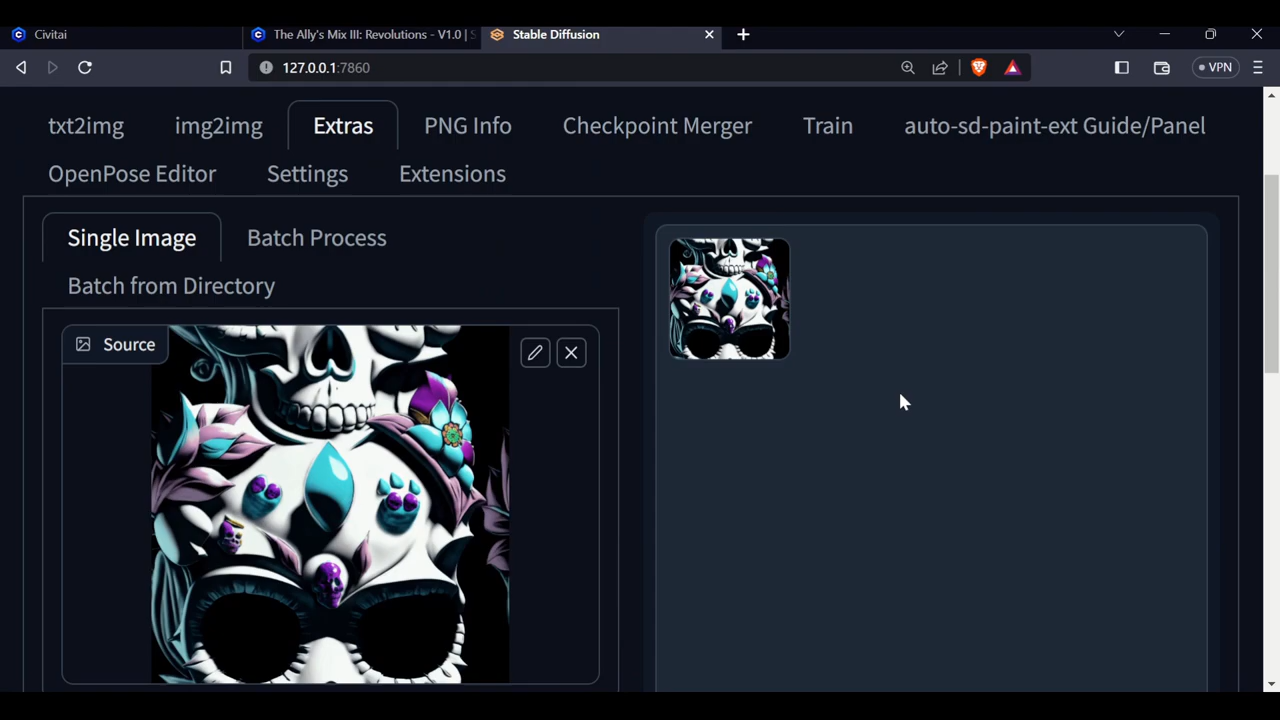 Civitai
The Ally's Mix III: Revolutions - V1.0 |
Stable Diffusion
127.0.0.1:7860
VPN
txt2img
img2img
Extras
PNG Info
Checkpoint Merger
Train
auto-sd-paint-ext Guide/Panel
OpenPose Editor
Settings
Extensions
Single Image
Batch Process
Batch from Directory
Source